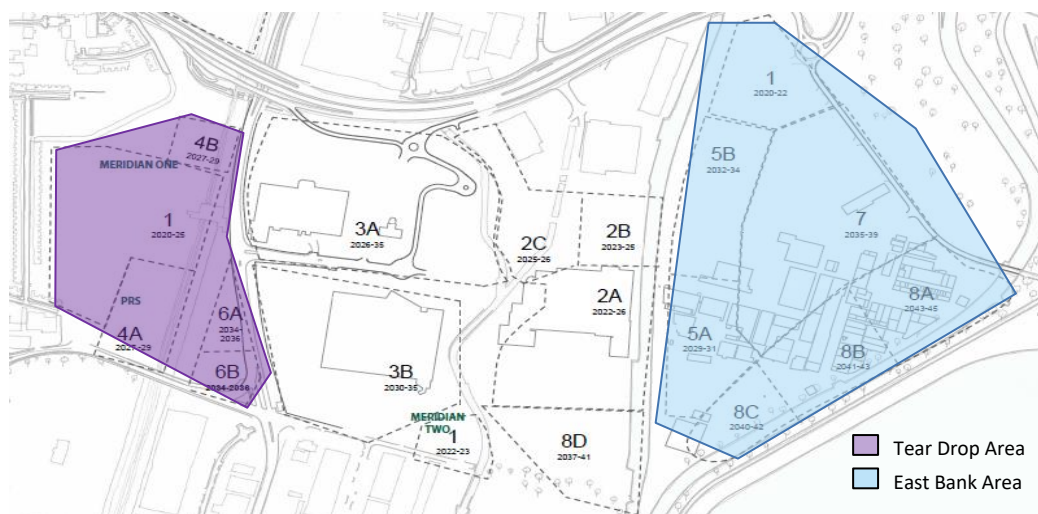 1
2020-22
4B
2027-29
MERIDIAN ONE
5B
2032-34
1
2020-25
3A
2026-35
2C
2025-26
2B
2023-25
7
2035-39
PRS
6A
2034-
2036
2A
2022-26
8A
2043-45
4A
2027-29
5A
2029-31
8B
2041-43
6B
2034-2036
3B
2030-35
MERIDIAN
TWO
1
2022-23
8C
2040-42
8D
2037-41
Tear Drop Area
East Bank Area